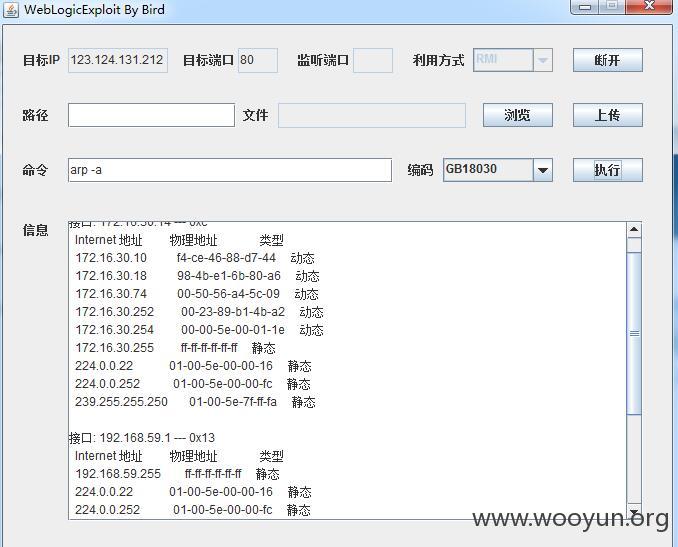 WebLogicExploit By Bird
目标IP 123.124.131.212 目标端口 80 监听端口 利用方式 RMI 断开
路径 文件 浏览 上传
命令 arp -a 编码 GB18030 执行
信息
接口: 172.16.30.14 --- 0xc
Internet 地址 物理地址 类型
172.16.30.10 f4-ce-46-88-d7-44 动态
172.16.30.18 98-4b-e1-6b-80-a6 动态
172.16.30.74 00-50-56-a4-5c-09 动态
172.16.30.252 00-23-89-b1-4b-a2 动态
172.16.30.254 00-00-5e-00-01-1e 动态
172.16.30.255 ff-ff-ff-ff-ff-ff 静态
224.0.0.22 01-00-5e-00-00-16 静态
224.0.0.252 01-00-5e-00-00-fc 静态
239.255.255.250 01-00-5e-7f-ff-fa 静态
接口: 192.168.59.1 --- 0x13
Internet 地址 物理地址 类型
192.168.59.255 ff-ff-ff-ff-ff-ff 静态
224.0.0.22 01-00-5e-00-00-16 静态
224.0.0.252 01-00-5e-00-00-fc 静态
www.wooyun.org